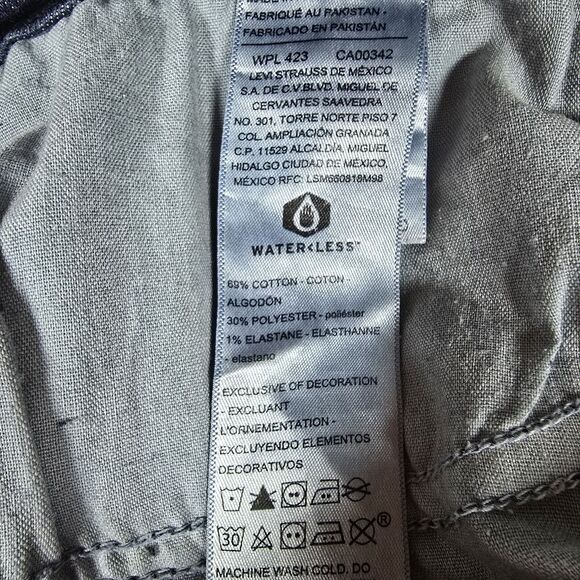 FABRIQUÉ AU PAKISTAN -
FABRICADO EN PAKISTÁN
WPL 423 CA00342
LEVI STRAUSS DE MÉXICO
S.A. DE C.V.BLVD. MIGUEL DE
CERVANTES SAAVEDRA
NO. 301, TORRE NORTE PISO 7
COL. AMPLIACIÓN GRANADA
C.P. 11529 ALCALDÍA, MIGUEL
HIDALGO CIUDAD DE MÉXICO,
MÉXICO RFC: LSM660818M98
WATER<LESS™
69% COTTON - COTON -
ALGODÓN
30% POLYESTER - poliéster
1% ELASTANE - ELASTHANNE
- elastano
EXCLUSIVE OF DECORATION
- EXCLUANT
L'ORNEMENTATION -
EXCLUYENDO ELEMENTOS
DECORATIVOS
30 ®
MACHINE WASH COLD. DO